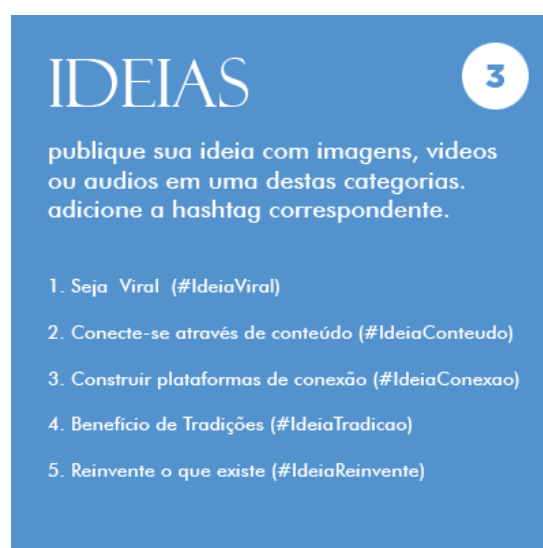 IDEIAS
3
publique sua ideia com imagens, videos
ou audios em uma destas categorias.
adicione a hashtag correspondente.
1. Seja Viral (#IdeiaViral)
2. Conecte-se através de conteúdo (#IdeiaConteudo)
3. Construir plataformas de conexão (#IdeiaConexao)
4. Benefício de Tradições (#IdeiaTradicao)
5. Reinvente o que existe (#IdeiaReinvente)